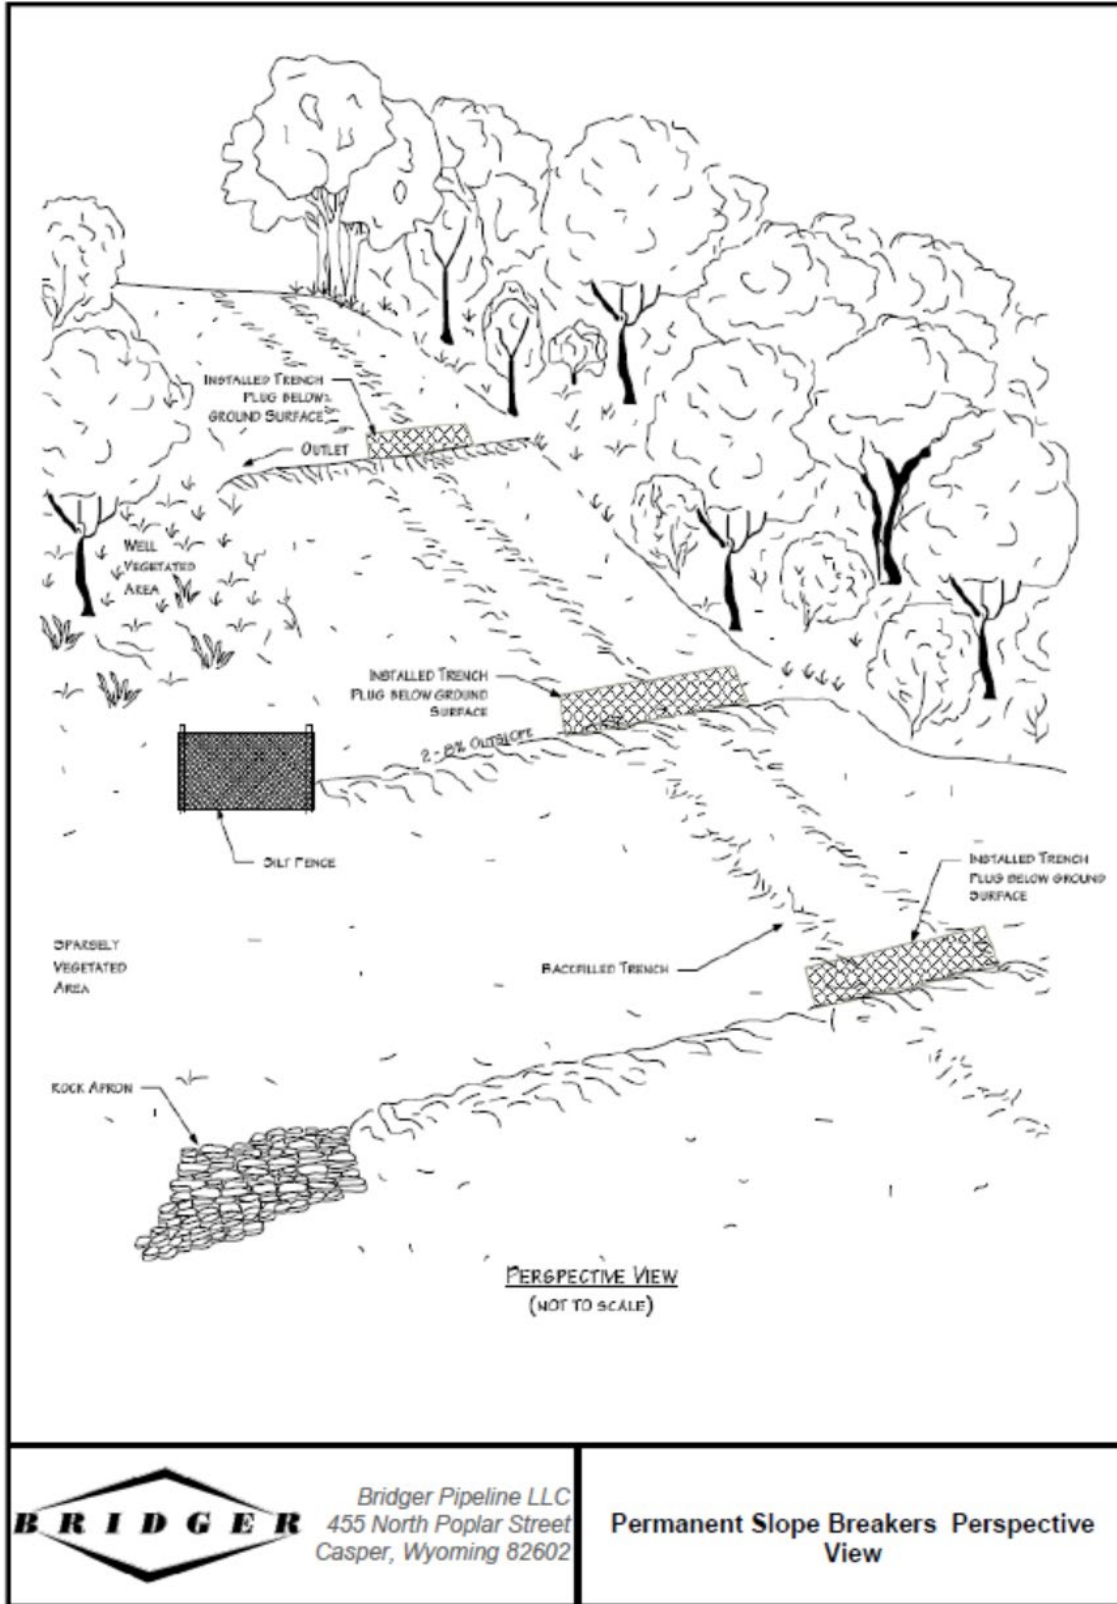 INSTALLED TRENCH
PLUG BELOW
GROUND SURFACE
OUTLET
WELL
VEGETATED
AREA
INSTALLED TRENCH
PLUG BELOW GROUND
SURFACE
2-8% OUTSLOPE
SILT FENCE
INSTALLED TRENCH
PLUG BELOW GROUND
SURFACE
SPARSELY
VEGETATED
AREA
BACKFILLED TRENCH
ROCK APRON
PERSPECTIVE VIEW
(NOT TO SCALE)
BRIDGER
Bridger Pipeline LLC
455 North Poplar Street
Casper, Wyoming 82602
Permanent Slope Breakers Perspective
View